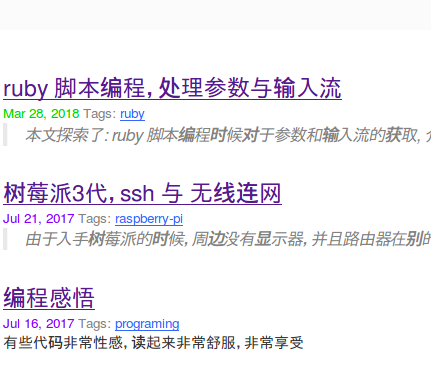 ruby 脚本编程，处理参数与输入流
Mar 28, 2018 Tags: ruby
本文探索了: ruby 脚本编程时候对于参数和输入流的获取,
树莓派3代，ssh 与 无线连网
Jul 21, 2017 Tags: raspberry-pi
由于入手树莓派的时候，周边没有显示器，并且路由器在别的
编程感悟
Jul 16, 2017 Tags: programing
有些代码非常性感，读起来非常舒服，非常享受